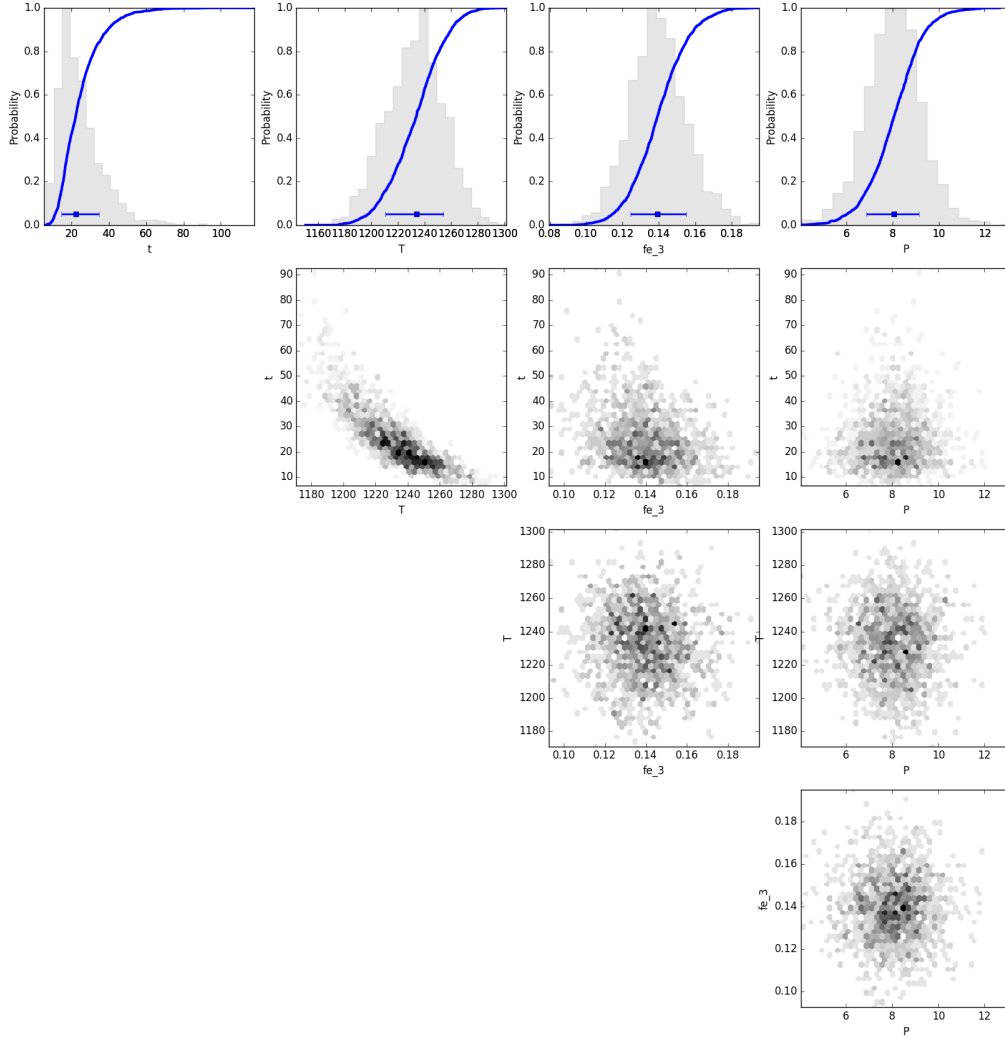 1.0
0.8
0.6
0.4
0.2
0.0
Probability
20 40 60 80 100
t
1.0
0.8
0.6
0.4
0.2
0.0
Probability
1160 1180 1200 1220 1240 1260 1280 1300
T
1.0
0.8
0.6
0.4
0.2
0.0
Probability
0.08 0.10 0.12 0.14 0.16 0.18
fe_3
1.0
0.8
0.6
0.4
0.2
0.0
Probability
6 8 10 12
P
90
80
70
60
50
40
30
20
10
t
1180 1200 1220 1240 1260 1280 1300
T
90
80
70
60
50
40
30
20
10
t
0.10 0.12 0.14 0.16 0.18
fe_3
90
80
70
60
50
40
30
20
10
t
6 8 10 12
P
1300
1280
1260
1240
1220
1200
1180
T
0.10 0.12 0.14 0.16 0.18
fe_3
1300
1280
1260
1240
1220
1200
1180
T
6 8 10 12
P
0.18
0.16
0.14
0.12
0.10
fe_3
6 8 10 12
P